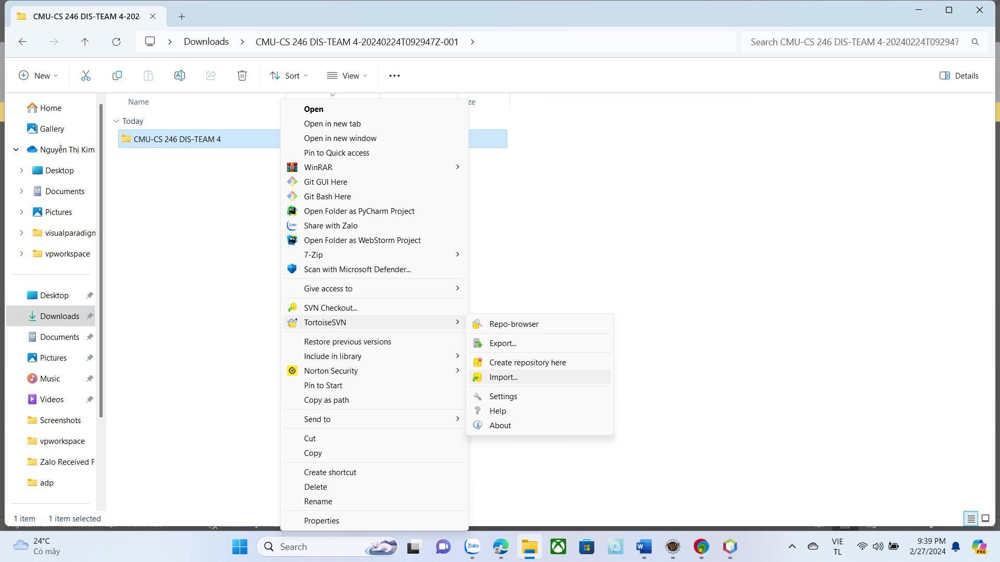 CMU-CS 246 DIS-TEAM 4-202
Downloads
CMU-CS 246 DIS-TEAM 4-20240224T092947Z-001
Search CMU-CS 246 DIS-TEAM 4-20240224T092947
New
Sort
View
Details
Name
ze
Today
CMU-CS 246 DIS-TEAM 4
Home
Gallery
Nguyễn Thị Kim
Desktop
Documents
Pictures
visualparadign
vpworkspace
Desktop
Downloads
Documents
Pictures
Music
Videos
Screenshots
vpworkspace
Zalo Received F
adp
Open
Open in new tab
Open in new window
Pin to Quick access
WinRAR
Git GUI Here
Git Bash Here
Open Folder as PyCharm Project
Share with Zalo
Open Folder as WebStorm Project
7-Zip
Scan with Microsoft Defender...
Give access to
SVN Checkout...
TortoiseSVN
Restore previous versions
Include in library
Norton Security
Pin to Start
Copy as path
Send to
Cut
Copy
Create shortcut
Delete
Rename
Properties
Repo-browser
Export...
Create repository here
Import...
Settings
Help
About
1 item
1 item selected
24°C
Có mây
Search
Zalo
VIE
TL
9:39 PM
2/27/2024
PRE